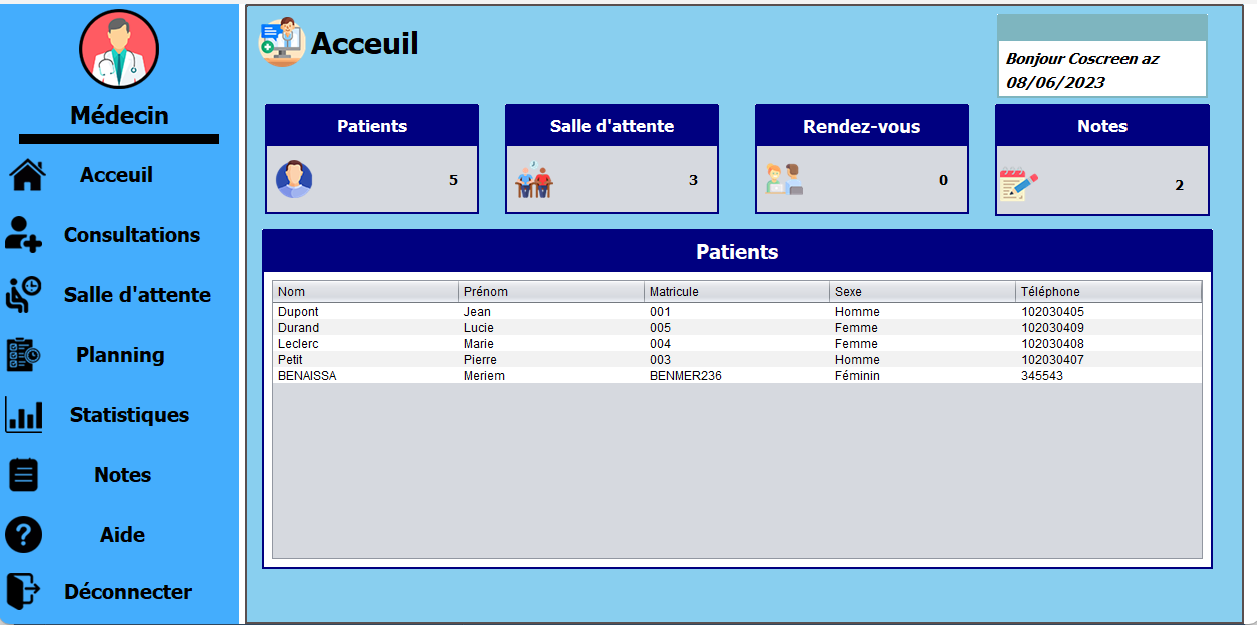 Médecin
Acceuil
Consultations
Salle d'attente
Planning
Statistiques
Notes
Aide
Déconnecter
Acceuil
Bonjour Coscreen az
08/06/2023
Patients
5
Salle d'attente
3
Rendez-vous
0
Notes
2
Patients
Nom Prénom Matricule Sexe Téléphone
Dupont Jean 001 Homme 102030405
Durand Lucie 005 Femme 102030409
Leclerc Marie 004 Femme 102030408
Petit Pierre 003 Homme 102030407
BENAISSA Meriem BENMER236 Féminin 345543